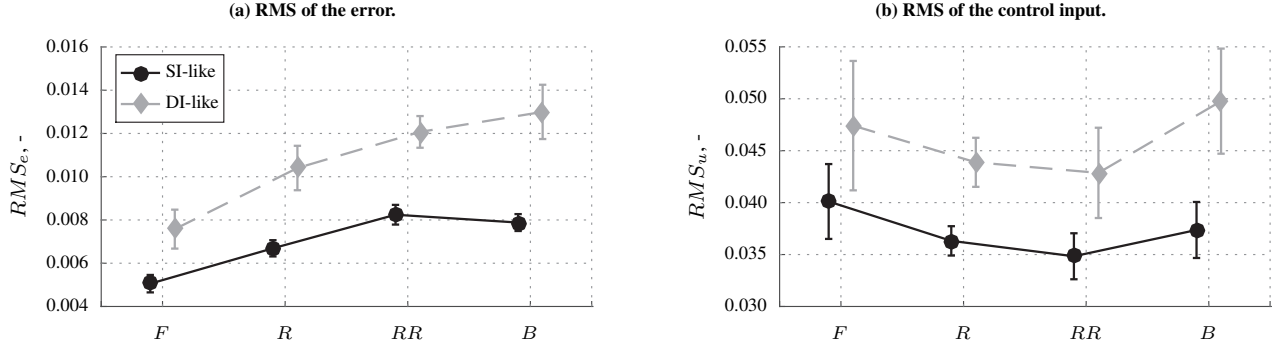 (a) RMS of the error.
0.016
0.014
0.012
0.010
0.008
0.006
0.004
RMS_e, -
SI-like
DI-like
F R RR B
(b) RMS of the control input.
0.055
0.050
0.045
0.040
0.035
0.030
RMS_u, -
F R RR B